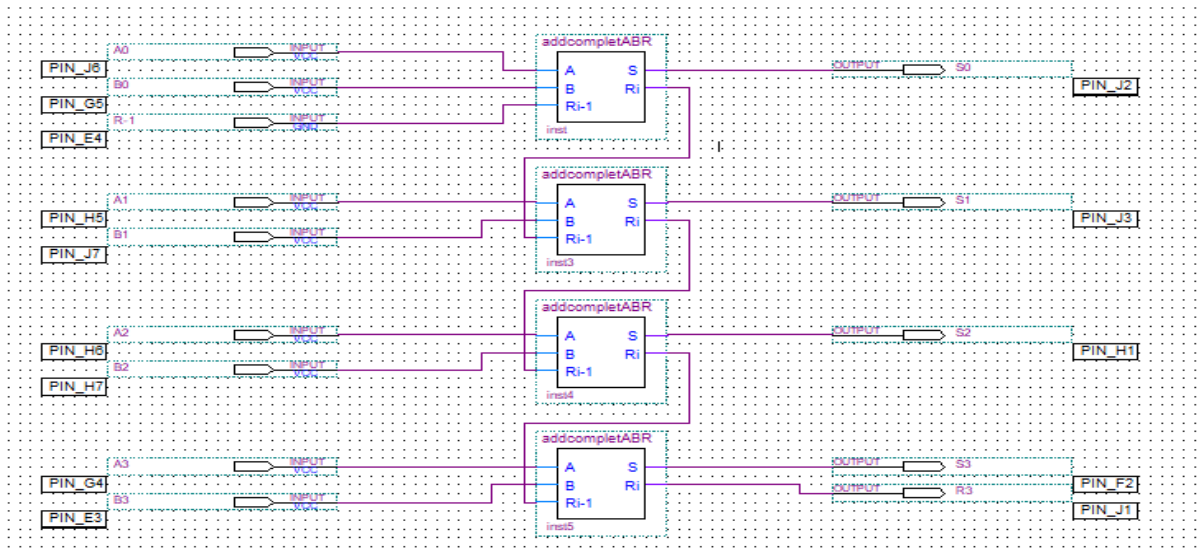 addcompletABR
A0 INPUT VCC
PIN_J6
A S OUTPUT S0
PIN_J2
B0 INPUT VCC
B Ri
PIN_G5
Ri-1
R-1 INPUT GND
PIN_E4
inst
addcompletABR
A1 INPUT VCC
A S OUTPUT S1
PIN_H5
PIN_J3
B Ri
B1 INPUT VCC
Ri-1
PIN_J7
inst3
addcompletABR
A2 INPUT VCC
A S OUTPUT S2
PIN_H6
PIN_H1
B Ri
B2 INPUT VCC
Ri-1
PIN_H7
inst4
addcompletABR
A3 INPUT VCC
A S OUTPUT S3
PIN_G4
PIN_F2
B Ri OUTPUT R3
B3 INPUT VCC
Ri-1
PIN_J1
PIN_E3
inst5